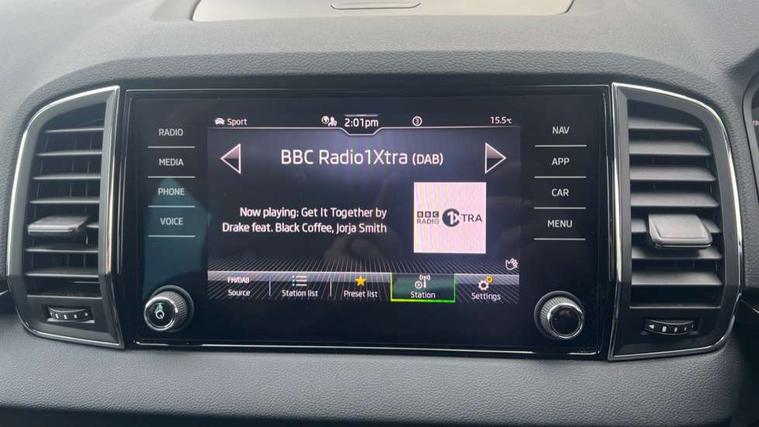 Sport
2:01pm
3
15.5°C
RADIO
MEDIA
PHONE
VOICE
BBC Radio1Xtra (DAB)
Now playing: Get It Together by
Drake feat. Black Coffee, Jorja Smith
BBC
RADIO
1XTRA
NAV
APP
CAR
MENU
FM/DAB
Source
Station list
Preset list
Station
Settings